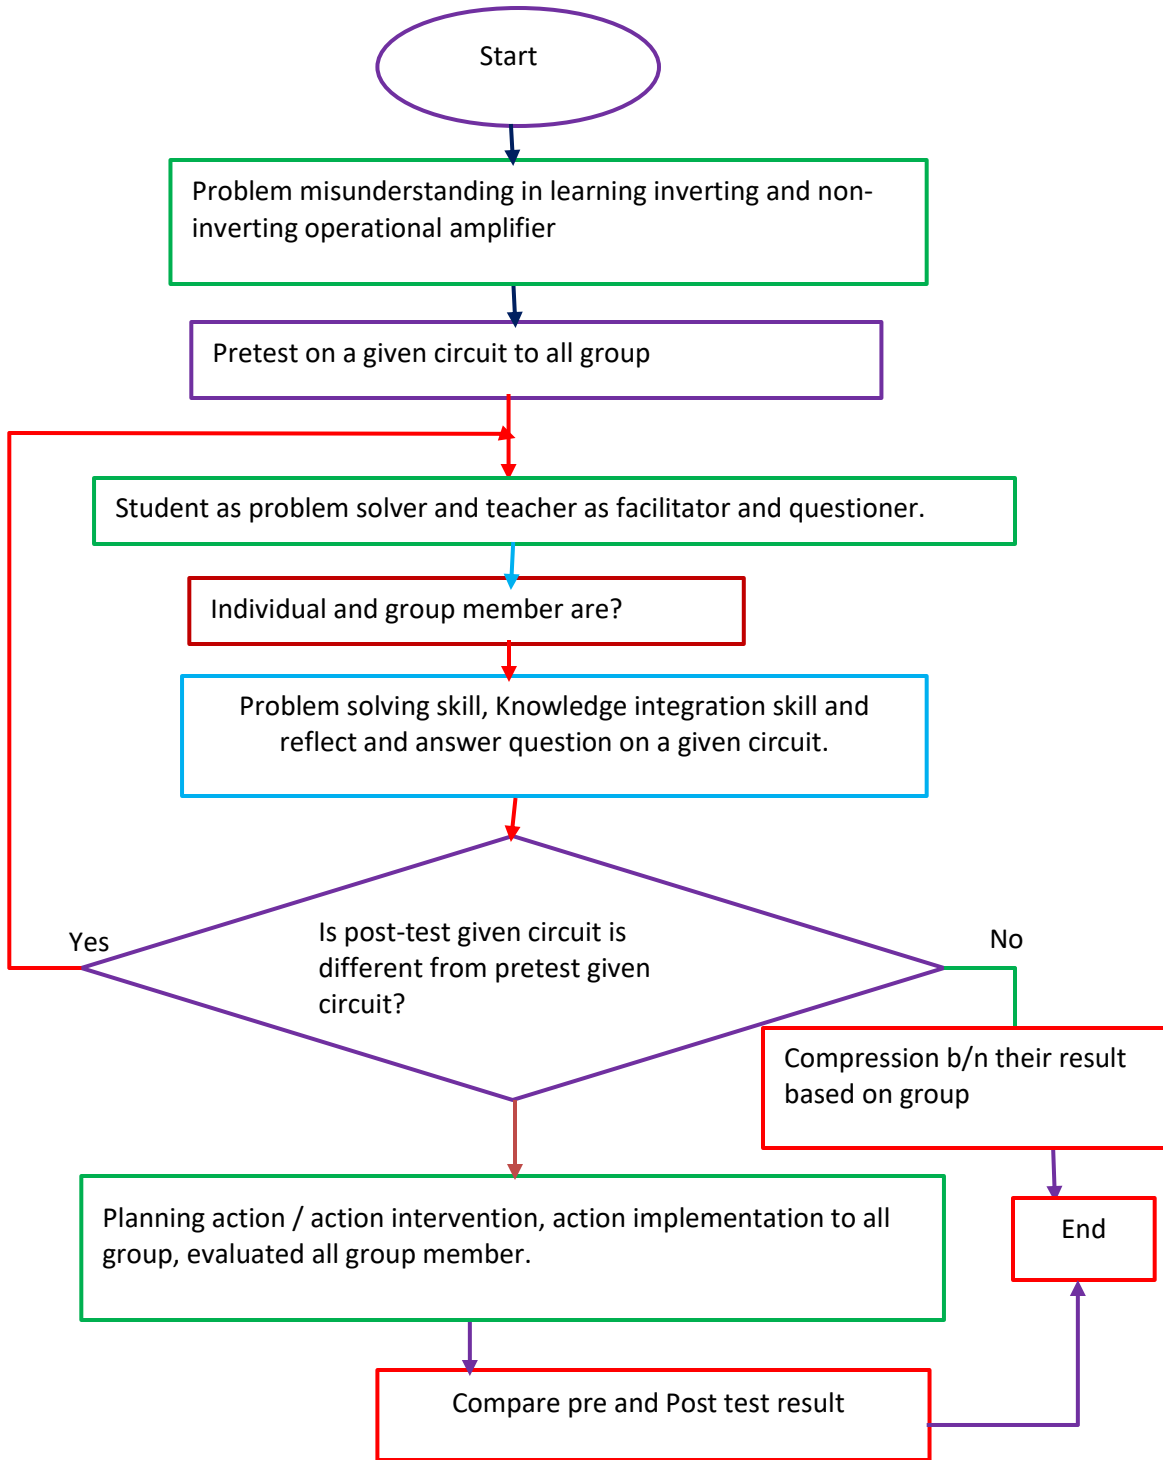 Start
Problem misunderstanding in learning inverting and non-
inverting operational amplifier
Pretest on a given circuit to all group
Student as problem solver and teacher as facilitator and questioner.
Individual and group member are?
Problem solving skill, Knowledge integration skill and
reflect and answer question on a given circuit.
Yes
Is post-test given circuit is
different from pretest given
circuit?
No
Compression b/n their result
based on group
Planning action / action intervention, action implementation to all
group, evaluated all group member.
End
Compare pre and Post test result